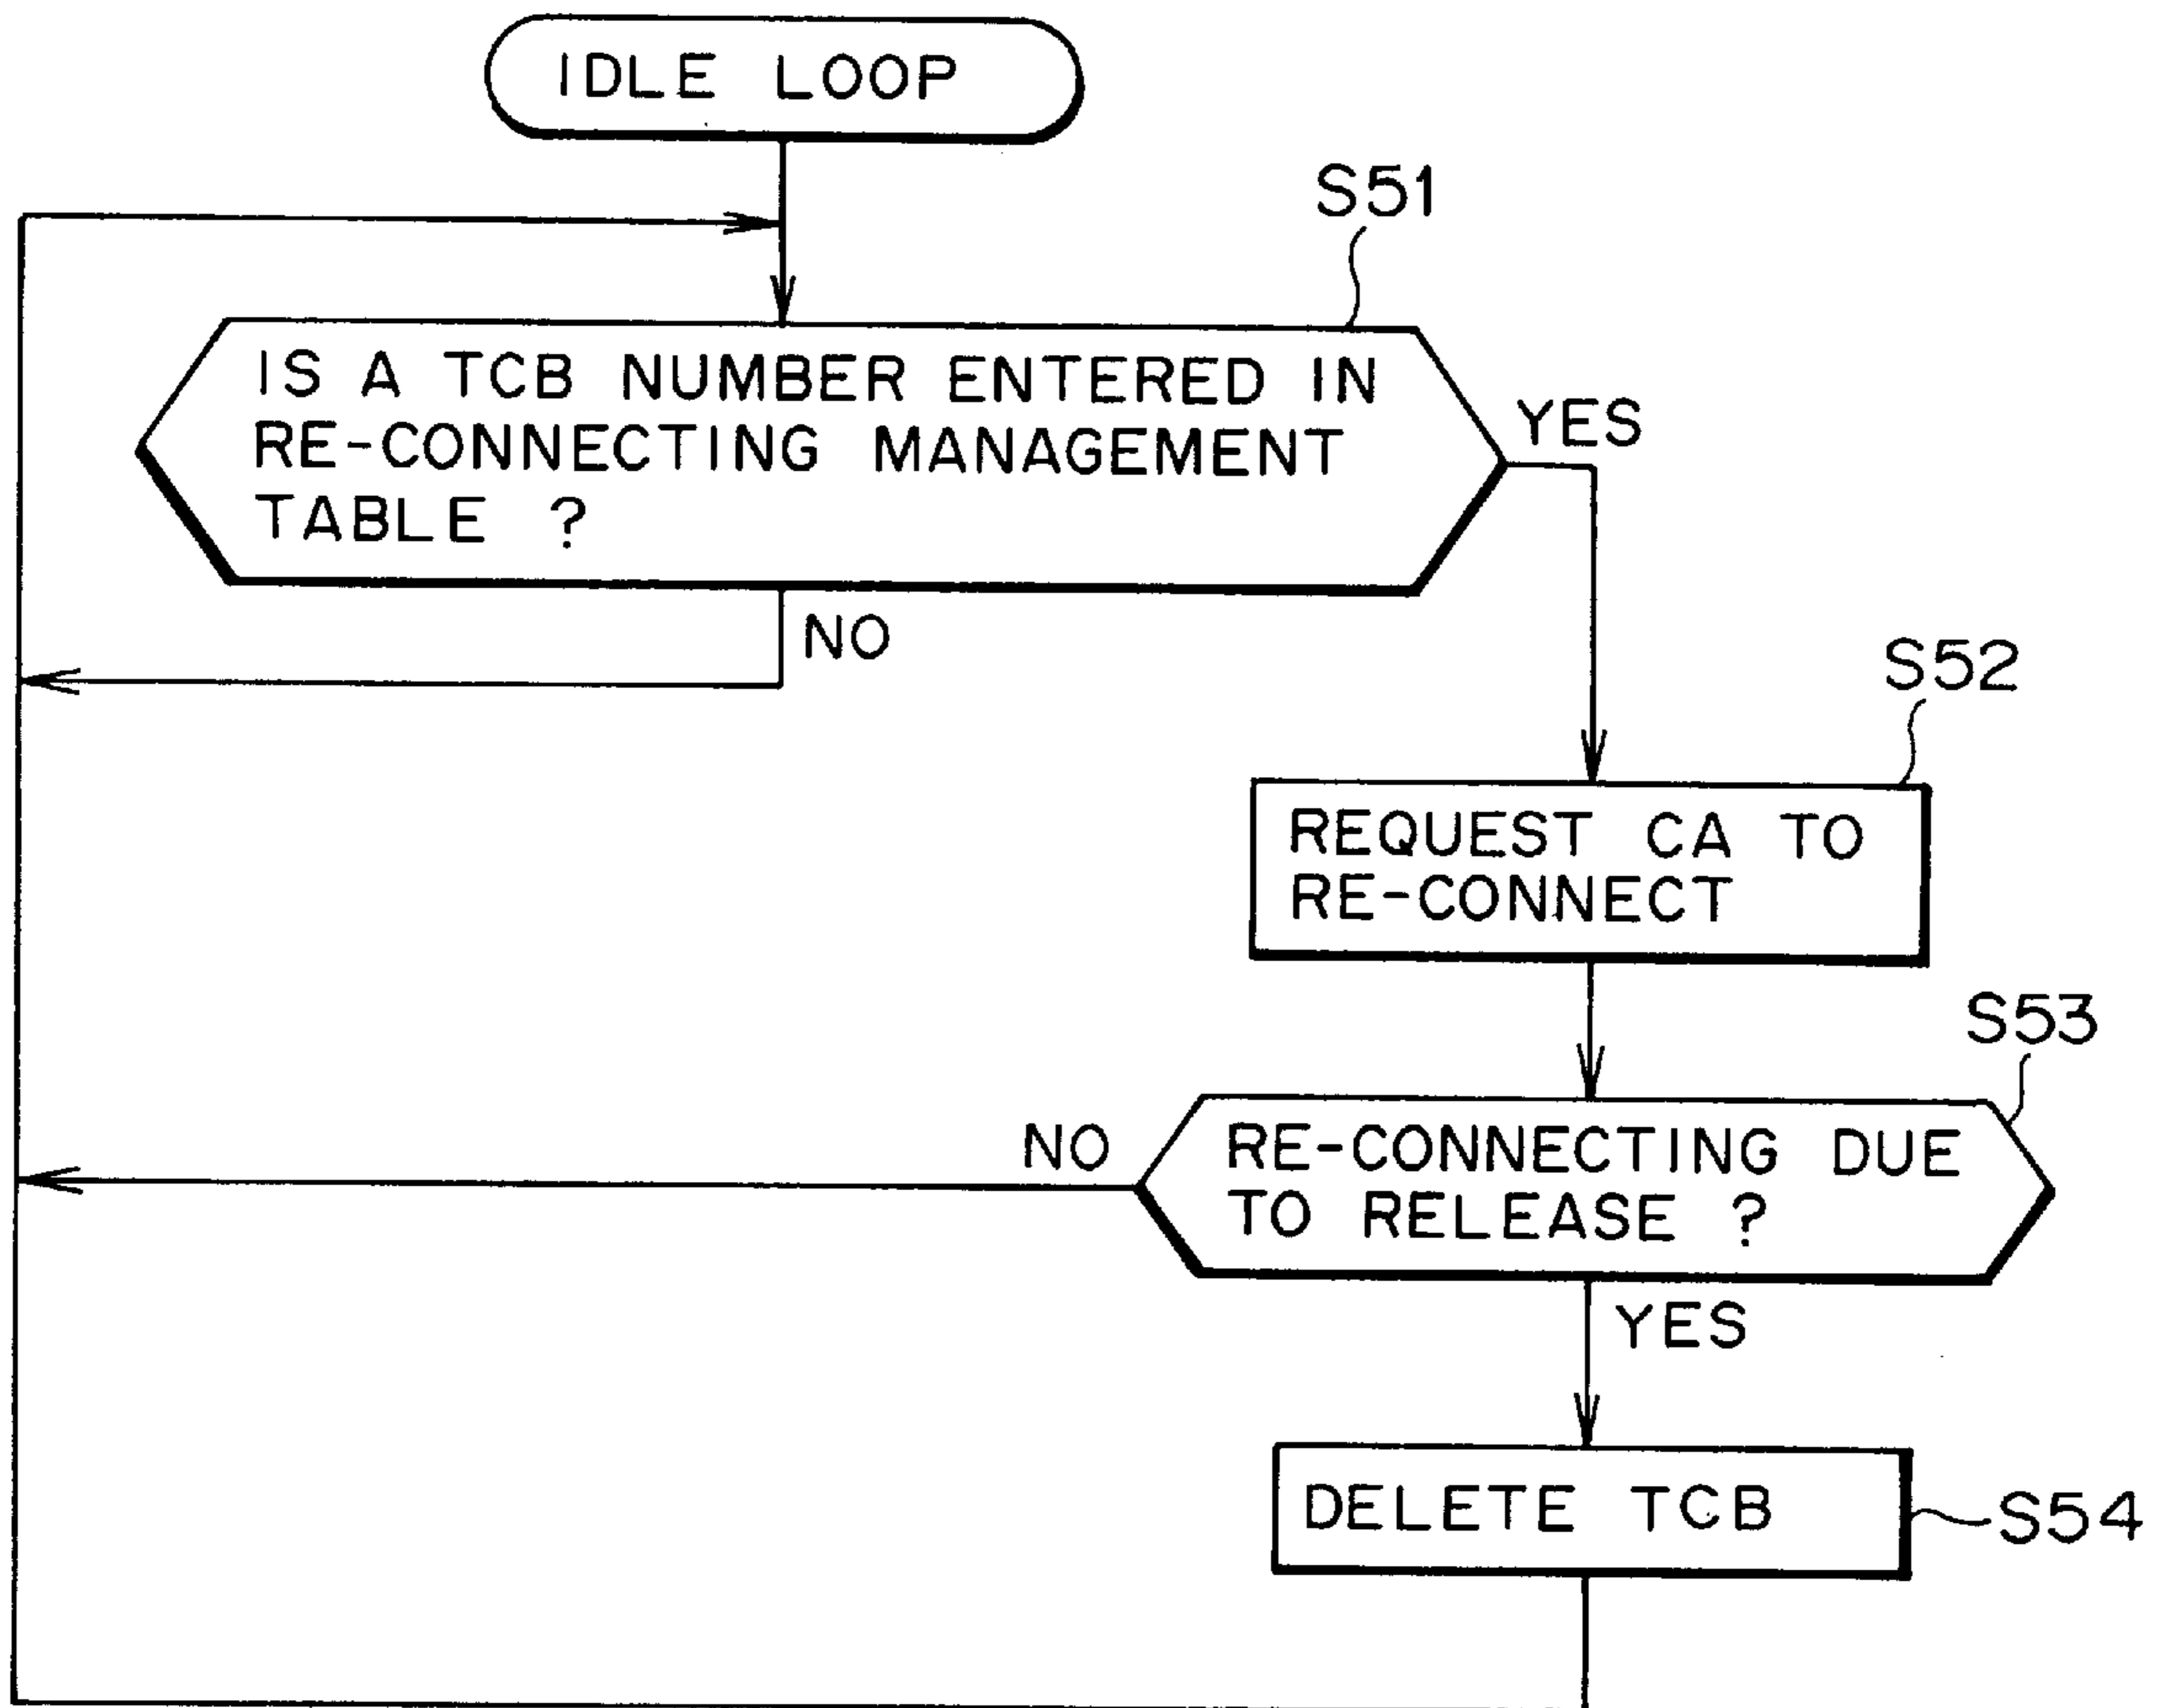 IDLE LOOP
S51
IS A TCB NUMBER ENTERED IN
RE-CONNECTING MANAGEMENT
TABLE ?
YES
NO
S52
REQUEST CA TO
RE-CONNECT
S53
NO
RE-CONNECTING DUE
TO RELEASE ?
YES
DELETE TCB
S54